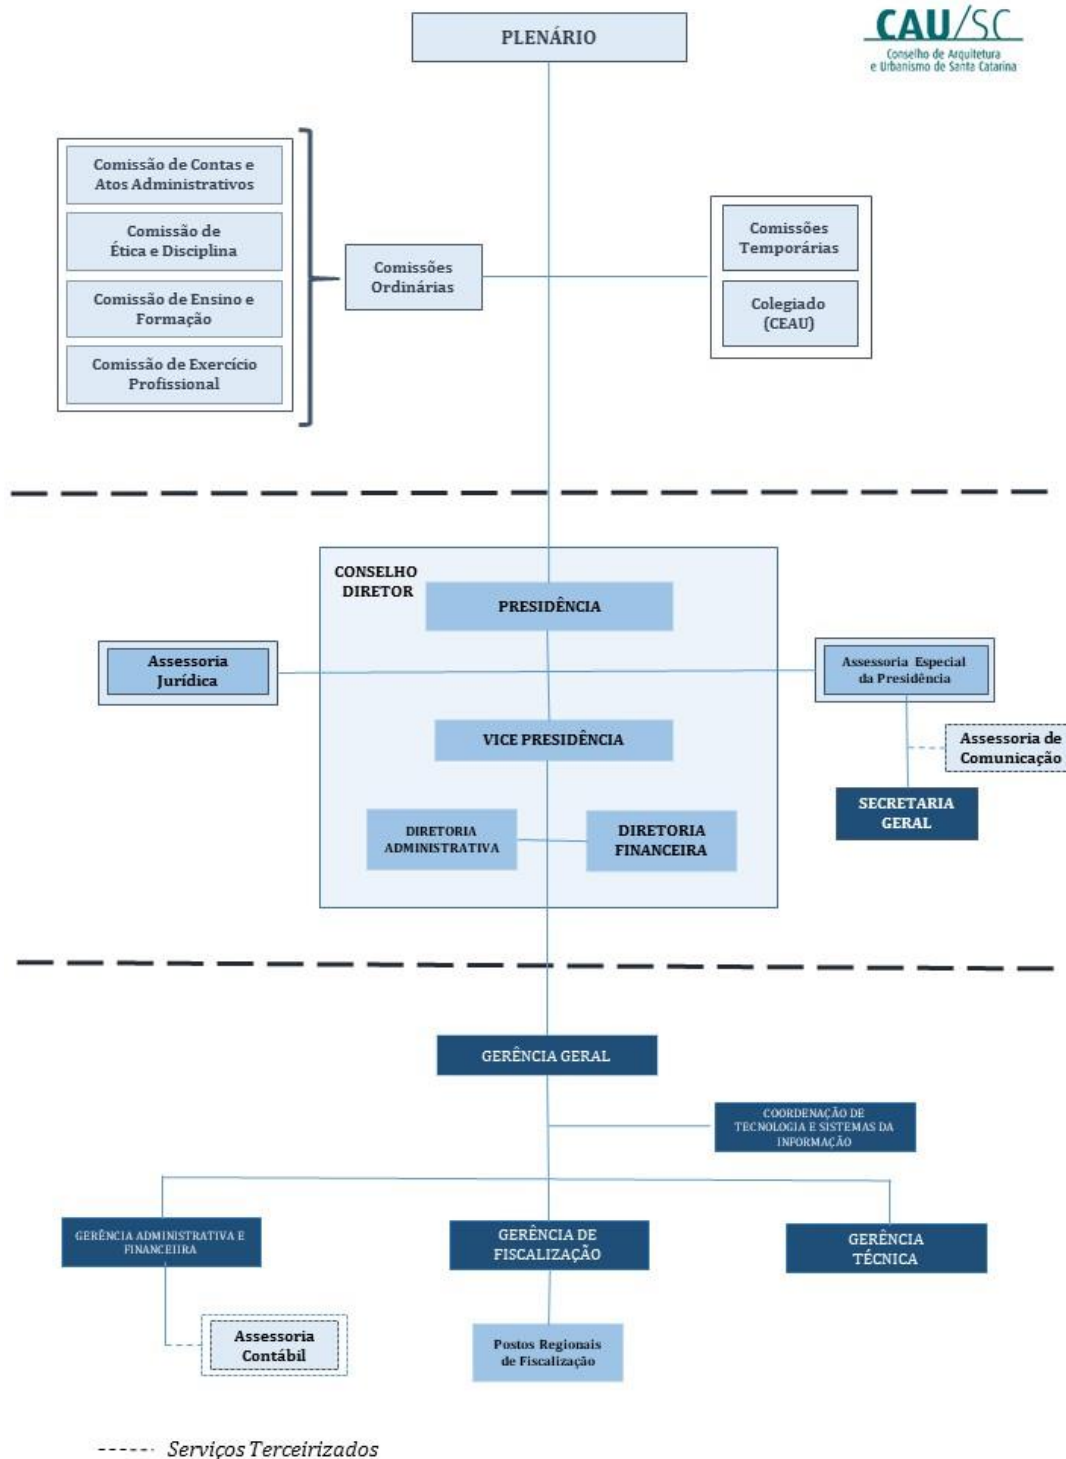 PLENÁRIO
CAU/SC
Conselho de Arquitetura
e Urbanismo de Santa Catarina
Comissão de Contas e
Atos Administrativos
Comissão de
Ética e Disciplina
Comissão de Ensino e
Formação
Comissão de Exercício
Profissional
Comissões
Ordinárias
Comissões
Temporárias
Colegiado
(CEAU)
CONSELHO
DIRETOR
PRESIDÊNCIA
Assessoria
Jurídica
Assessoria Especial
da Presidência
VICE PRESIDÊNCIA
Assessoria de
Comunicação
SECRETARIA
GERAL
DIRETORIA
ADMINISTRATIVA
DIRETORIA
FINANCEIRA
GERÊNCIA GERAL
COORDENAÇÃO DE
TECNOLOGIA E SISTEMAS DA
INFORMAÇÃO
GERÊNCIA ADMINISTRATIVA E
FINANCEIIRA
GERÊNCIA DE
FISCALIZAÇÃO
GERÊNCIA
TÉCNICA
Assessoria
Contábil
Postos Regionais
de Fiscalização
Serviços Terceirizados